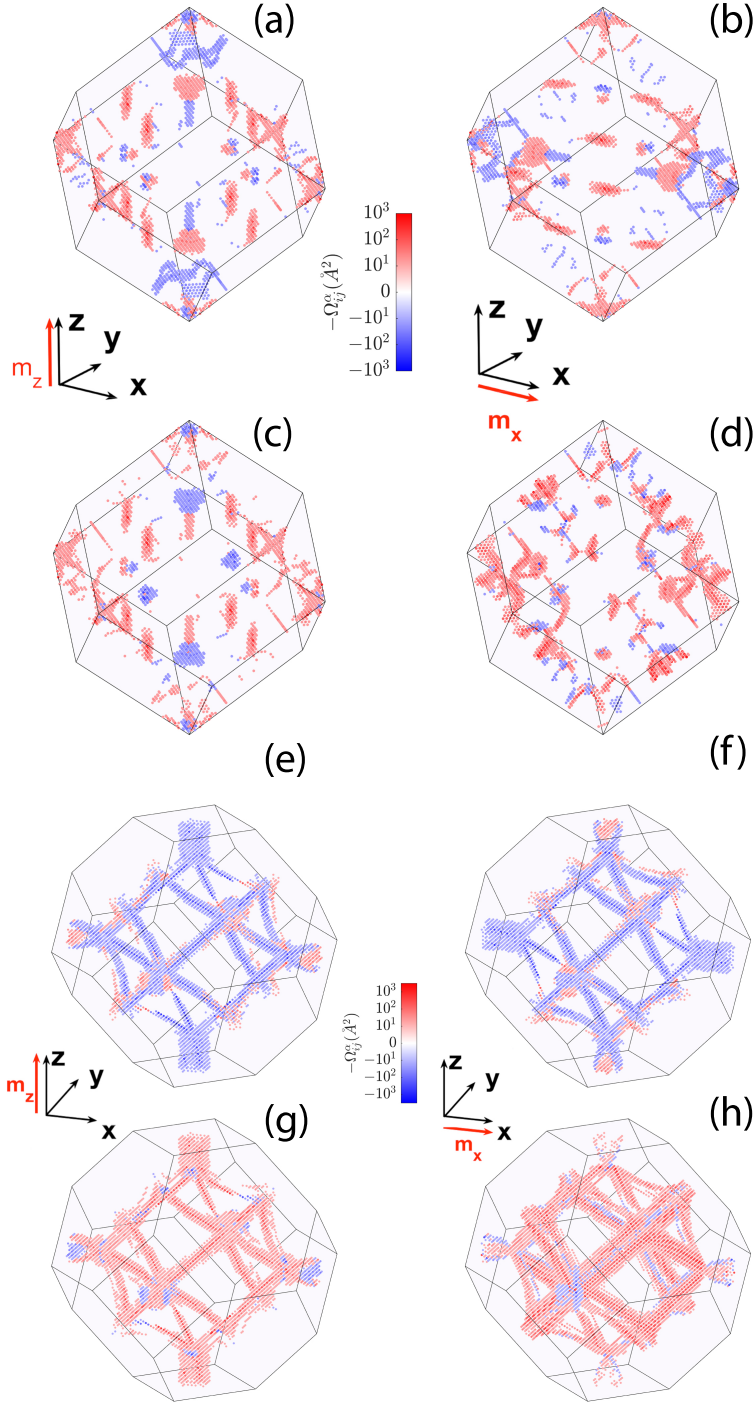 (a)
(b)
10³
10²
10¹
0
−10¹
−10²
−10³
−Ωᵅᵢⱼ(Å²)
z
y
x
m_z
z
y
x
m_x
(c)
(d)
(e)
(f)
10³
10²
10¹
0
−10¹
−10²
−10³
−Ωᵅᵢⱼ(Å²)
z
y
x
m_z
z
y
x
m_x
(g)
(h)